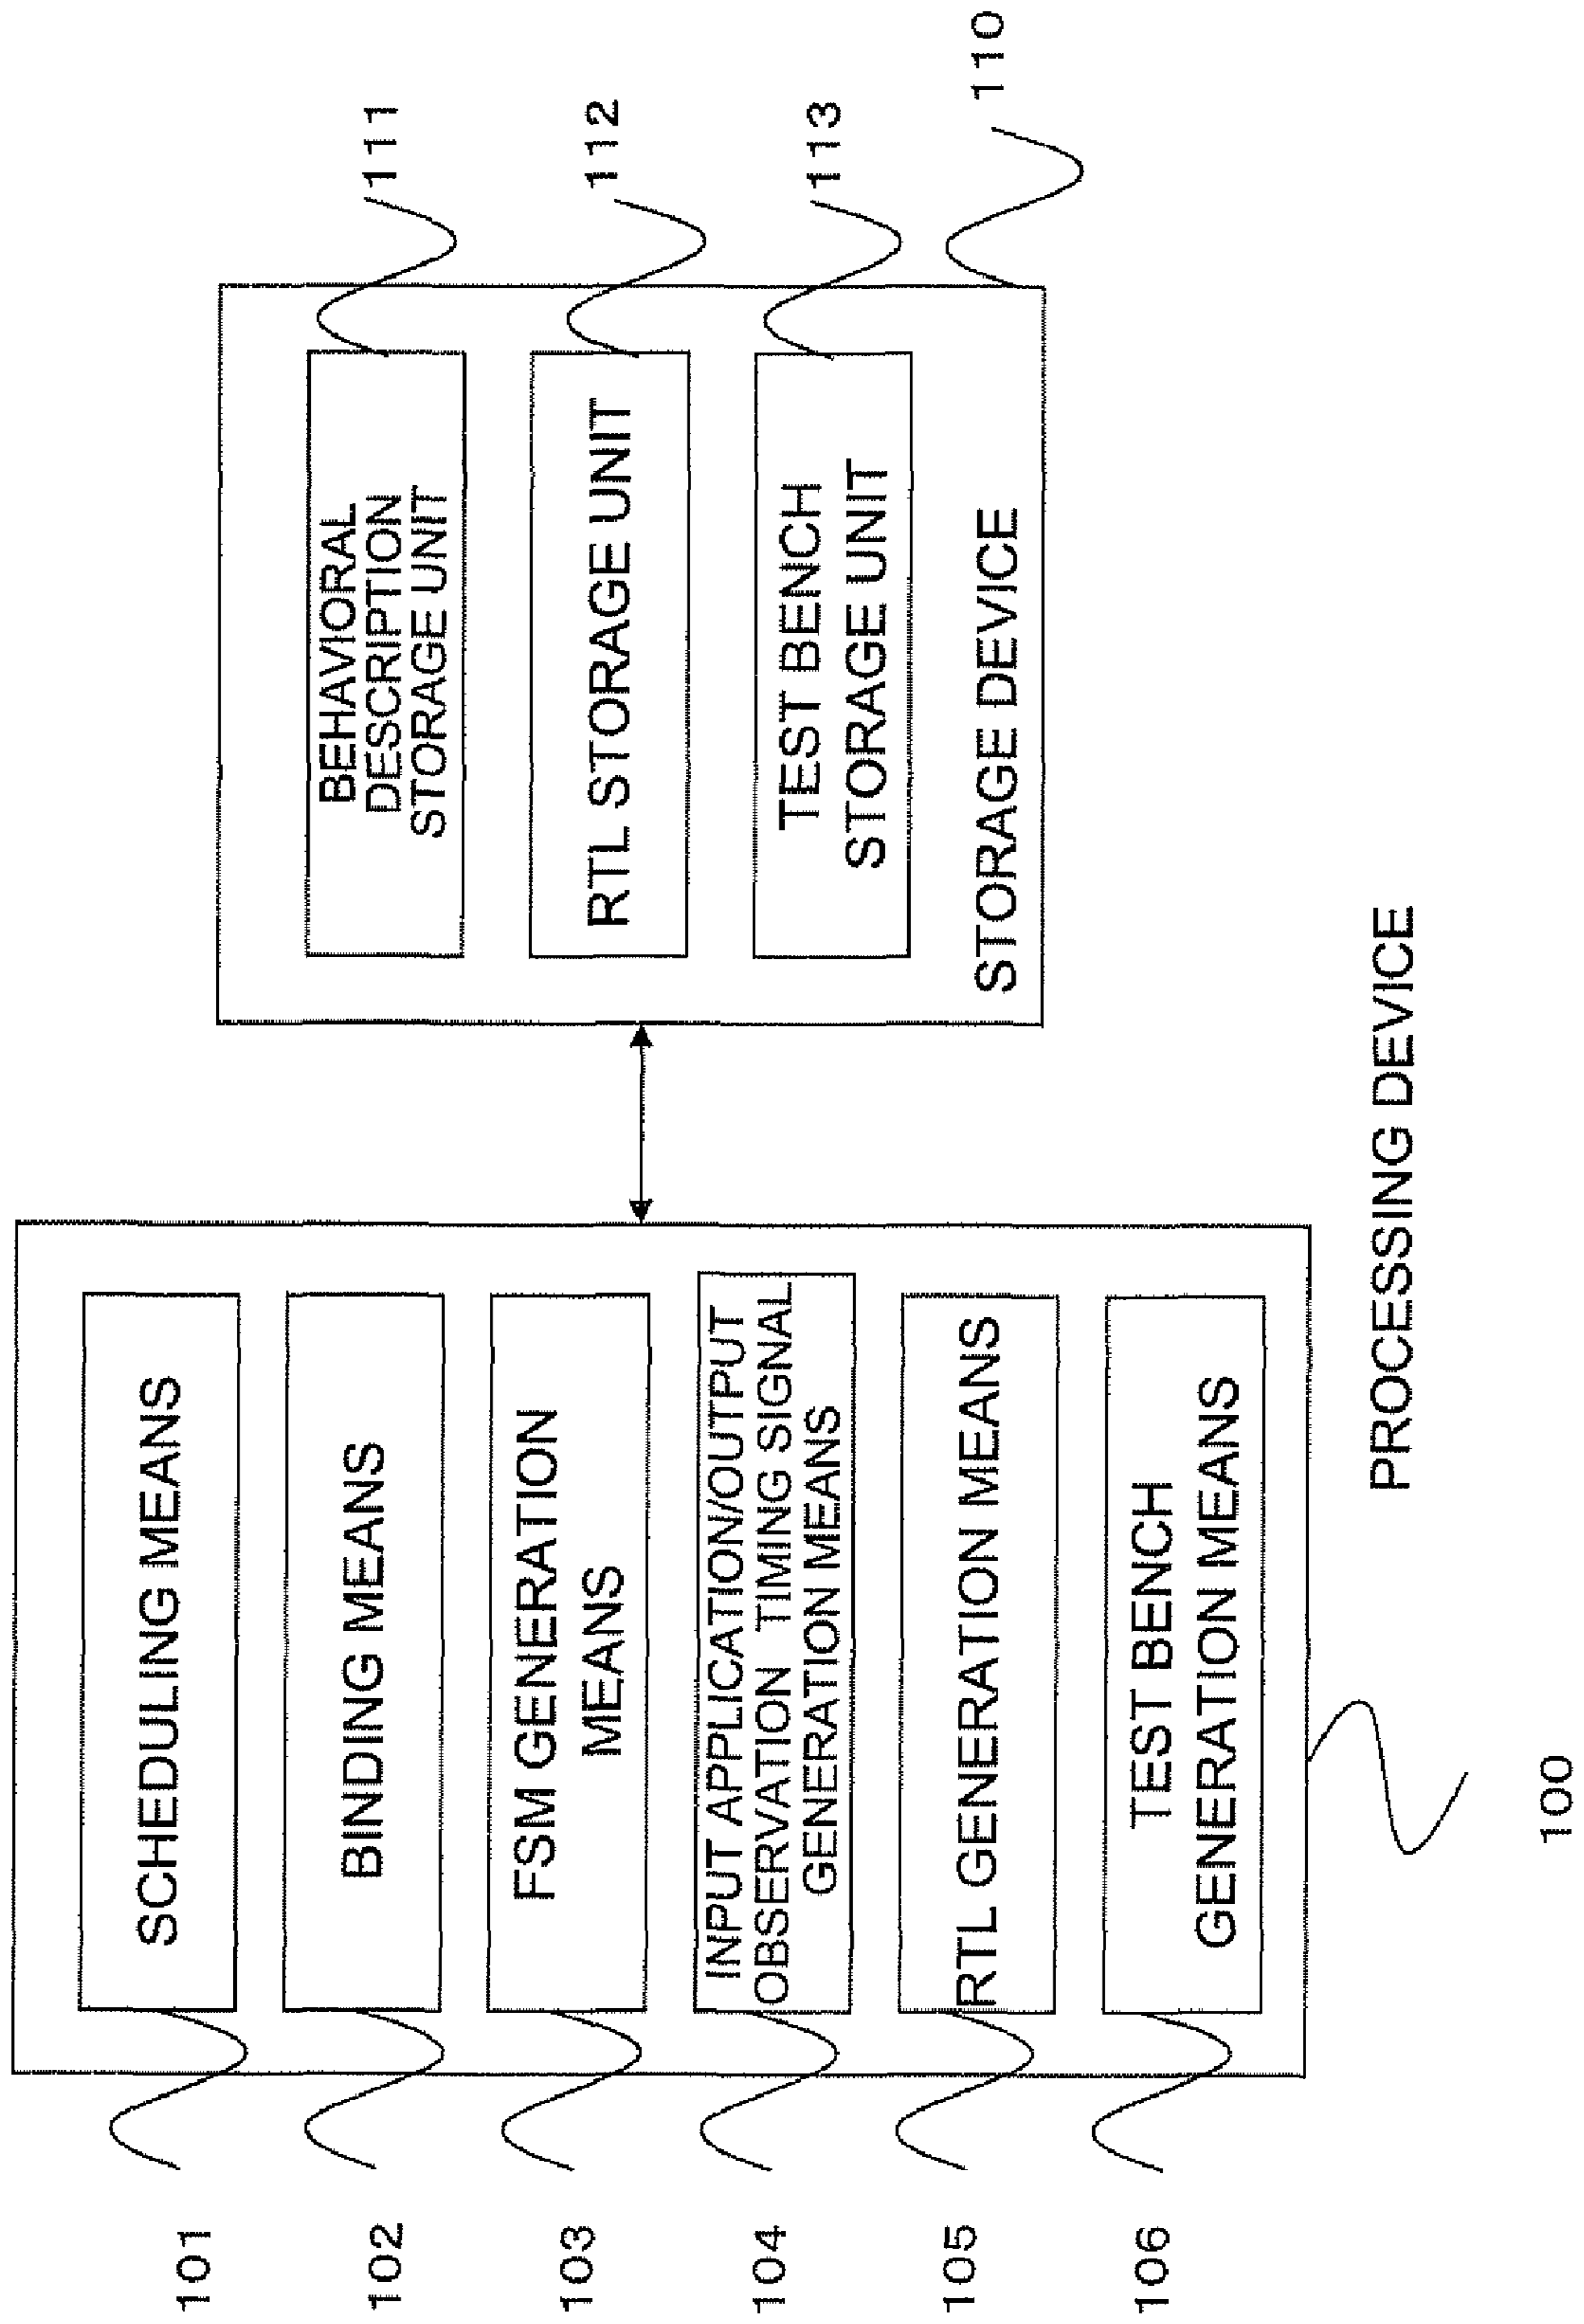 101
SCHEDULING MEANS
102
BINDING MEANS
103
FSM GENERATION
MEANS
104
INPUT APPLICATION/OUTPUT
OBSERVATION TIMING SIGNAL
GENERATION MEANS
105
RTL GENERATION MEANS
106
TEST BENCH
GENERATION MEANS
100
PROCESSING DEVICE
111
BEHAVIORAL
DESCRIPTION
STORAGE UNIT
112
RTL STORAGE UNIT
113
TEST BENCH
STORAGE UNIT
STORAGE DEVICE
110